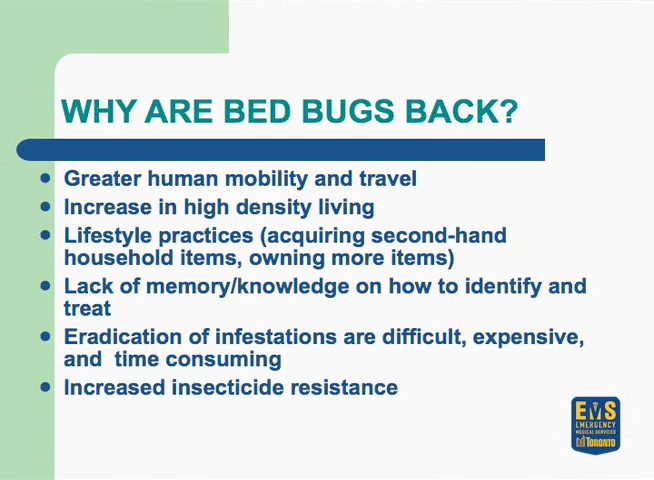 WHY ARE BED BUGS BACK?
Greater human mobility and travel
Increase in high density living
Lifestyle practices (acquiring second-hand
household items, owning more items)
Lack of memory/knowledge on how to identify and
treat
Eradication of infestations are difficult, expensive,
and time consuming
Increased insecticide resistance
EMS
EMERGENCY
MEDICAL SERVICES
TORONTO